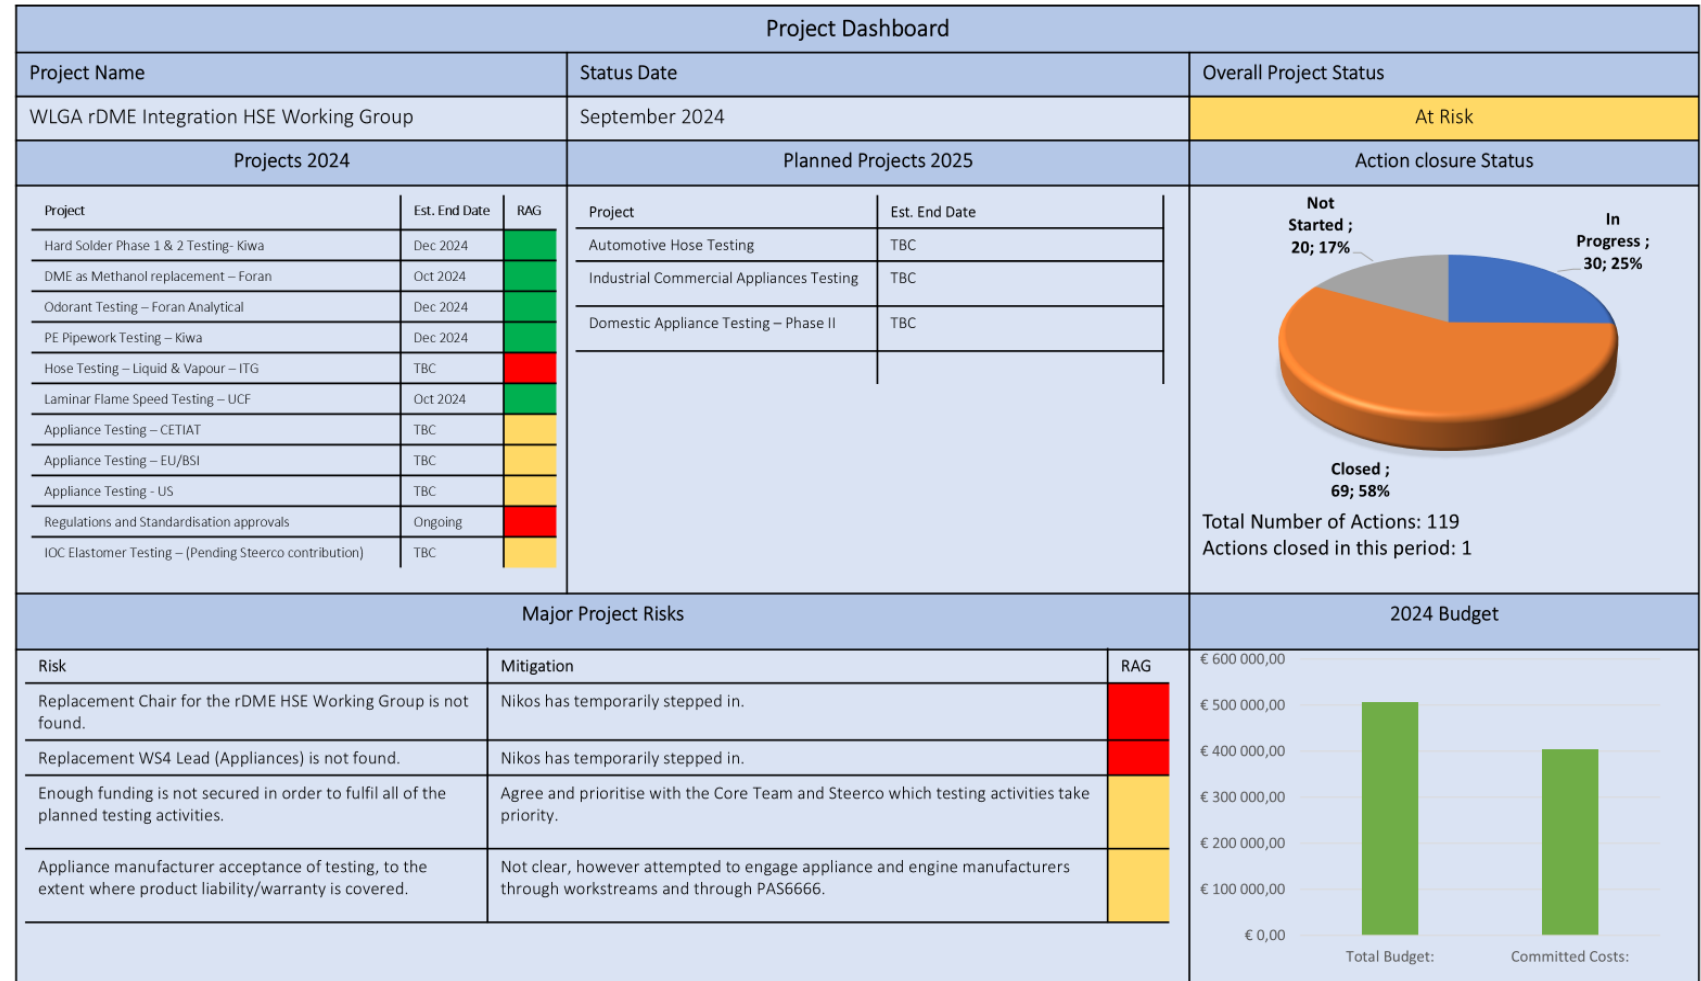 Project Dashboard
Project Name
Status Date
Overall Project Status
WLGA rDME Integration HSE Working Group
September 2024
At Risk
Projects 2024
Planned Projects 2025
Action closure Status
Project
Est. End Date
RAG
Hard Solder Phase 1 & 2 Testing- Kiwa
Dec 2024
DME as Methanol replacement – Foran
Oct 2024
Odorant Testing – Foran Analytical
Dec 2024
PE Pipework Testing – Kiwa
Dec 2024
Hose Testing – Liquid & Vapour – ITG
TBC
Laminar Flame Speed Testing – UCF
Oct 2024
Appliance Testing – CETIAT
TBC
Appliance Testing – EU/BSI
TBC
Appliance Testing - US
TBC
Regulations and Standardisation approvals
Ongoing
IOC Elastomer Testing – (Pending Steerco contribution)
TBC
Project
Est. End Date
Automotive Hose Testing
TBC
Industrial Commercial Appliances Testing
TBC
Domestic Appliance Testing – Phase II
TBC
Not
Started ;
20; 17%
In
Progress ;
30; 25%
Closed ;
69; 58%
Total Number of Actions: 119
Actions closed in this period: 1
Major Project Risks
Risk
Mitigation
RAG
Replacement Chair for the rDME HSE Working Group is not
found.
Nikos has temporarily stepped in.
Replacement WS4 Lead (Appliances) is not found.
Nikos has temporarily stepped in.
Enough funding is not secured in order to fulfil all of the
planned testing activities.
Agree and prioritise with the Core Team and Steerco which testing activities take
priority.
Appliance manufacturer acceptance of testing, to the
extent where product liability/warranty is covered.
Not clear, however attempted to engage appliance and engine manufacturers
through workstreams and through PAS6666.
2024 Budget
€ 600 000,00
€ 500 000,00
€ 400 000,00
€ 300 000,00
€ 200 000,00
€ 100 000,00
€ 0,00
Total Budget:
Committed Costs: